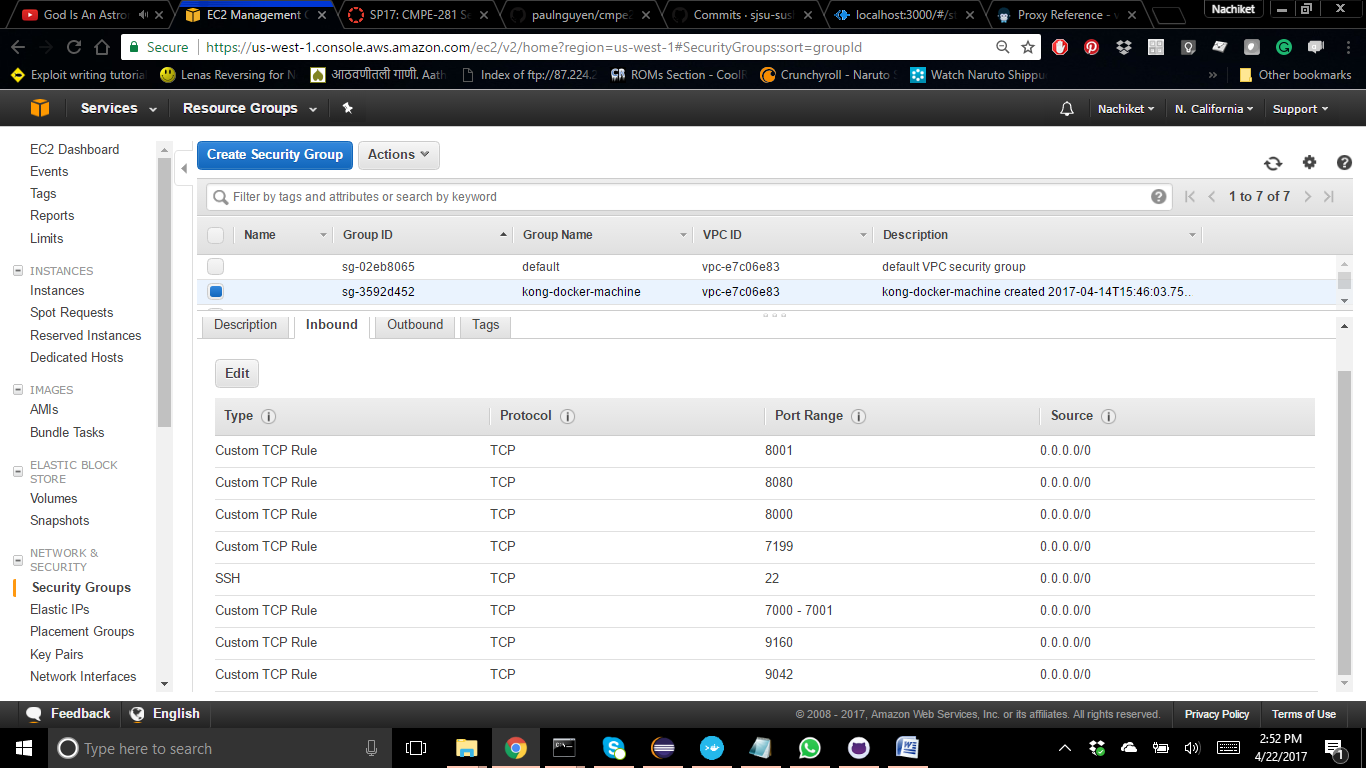 God Is An Astro
EC2 Management C
SP17: CMPE-281 Se
paulnguyen/cmpe2
Commits - sjsu-sust
localhost:3000/#/st
Proxy Reference - v
Nachiket
Secure https://us-west-1.console.aws.amazon.com/ec2/v2/home?region=us-west-1#SecurityGroups:sort=groupId
Exploit writing tutorial
Lenas Reversing for N
आठवणीतली गाणी. Aath
Index of ftp://87.224.2
ROMs Section - CoolR
Crunchyroll - Naruto S
Watch Naruto Shippu
» Other bookmarks
Services Resource Groups Nachiket N. California Support
EC2 Dashboard
Events
Tags
Reports
Limits
INSTANCES
Instances
Spot Requests
Reserved Instances
Dedicated Hosts
IMAGES
AMIs
Bundle Tasks
ELASTIC BLOCK
STORE
Volumes
Snapshots
NETWORK &
SECURITY
Security Groups
Elastic IPs
Placement Groups
Key Pairs
Network Interfaces
Create Security Group Actions
Filter by tags and attributes or search by keyword 1 to 7 of 7
Name Group ID Group Name VPC ID Description
sg-02eb8065 default vpc-e7c06e83 default VPC security group
sg-3592d452 kong-docker-machine vpc-e7c06e83 kong-docker-machine created 2017-04-14T15:46:03.75...
Description Inbound Outbound Tags
Edit
Type Protocol Port Range Source
Custom TCP Rule TCP 8001 0.0.0.0/0
Custom TCP Rule TCP 8080 0.0.0.0/0
Custom TCP Rule TCP 8000 0.0.0.0/0
Custom TCP Rule TCP 7199 0.0.0.0/0
SSH TCP 22 0.0.0.0/0
Custom TCP Rule TCP 7000 - 7001 0.0.0.0/0
Custom TCP Rule TCP 9160 0.0.0.0/0
Custom TCP Rule TCP 9042 0.0.0.0/0
Feedback English © 2008 - 2017, Amazon Web Services, Inc. or its affiliates. All rights reserved. Privacy Policy Terms of Use
Type here to search
2:52 PM
4/22/2017
1